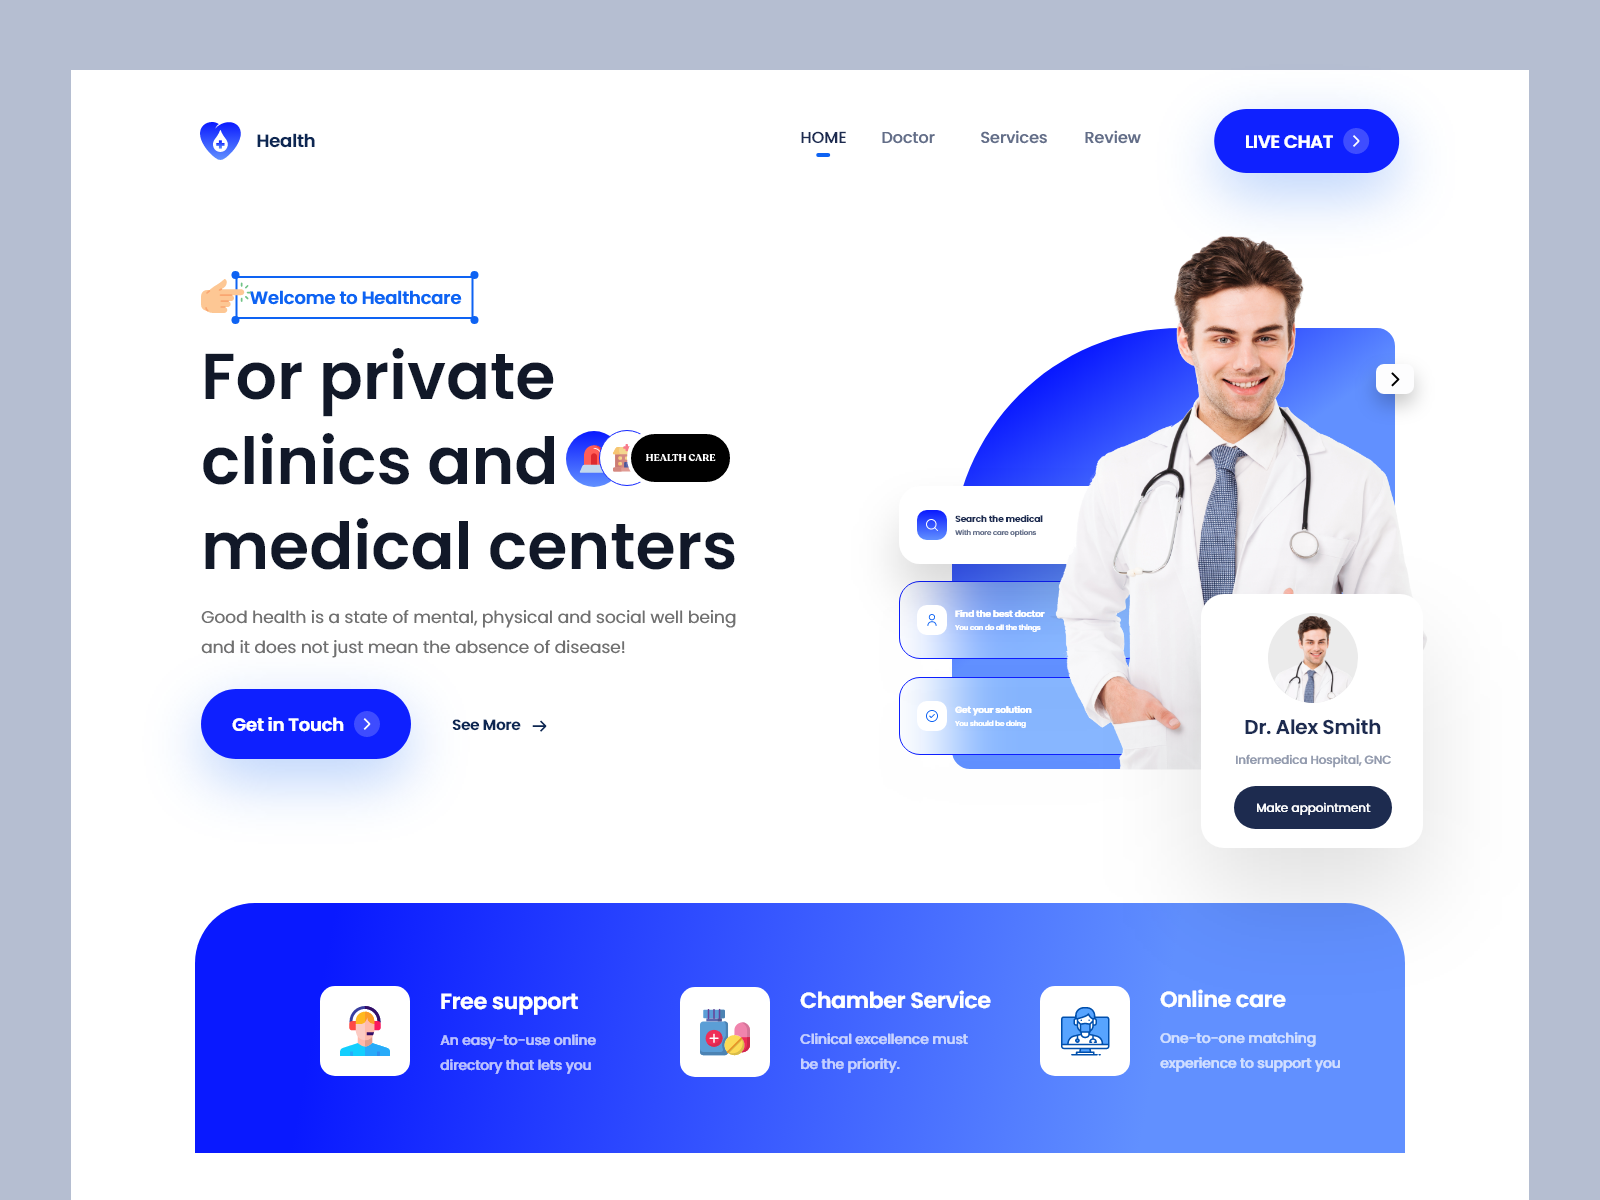 Health
HOME
Doctor
Services
Review
LIVE CHAT
Welcome to Healthcare
For private
clinics and
HEALTH CARE
medical centers
Good health is a state of mental, physical and social well being
and it does not just mean the absence of disease!
Get in Touch
See More
Search the medical
With more care options
Find the best doctor
You can do all the things
Get your solution
You should be doing
Dr. Alex Smith
Infermedica Hospital, GNC
Make appointment
Free support
An easy-to-use online
directory that lets you
Chamber Service
Clinical excellence must
be the priority.
Online care
One-to-one matching
experience to support you